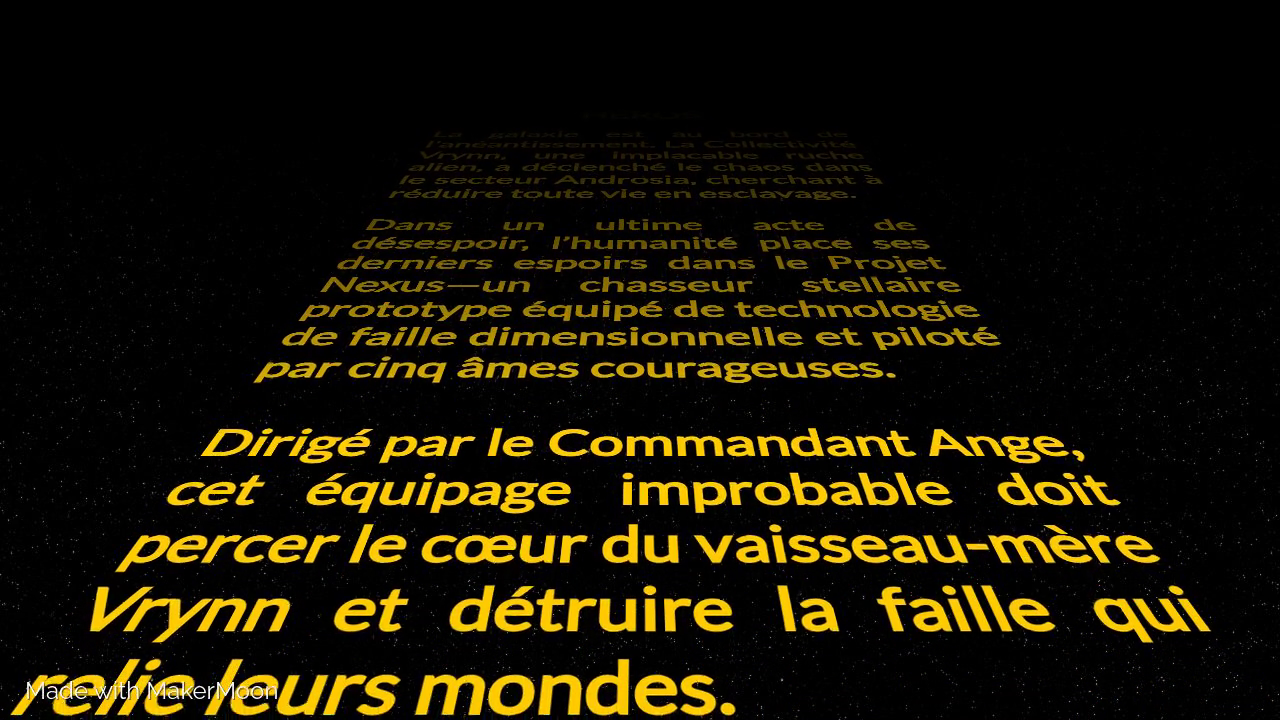 La galaxie est au bord de
l'anéantissement. La Collectivité
Vrynn, une implacable ruche
alien, a déclenché le chaos dans
le secteur Androsia, cherchant à
réduire toute vie en esclavage.
Dans un ultime acte de
désespoir, l'humanité place ses
derniers espoirs dans le Projet
Nexus—un chasseur stellaire
prototype équipé de technologie
de faille dimensionnelle et piloté
par cinq âmes courageuses.
Dirigé par le Commandant Ange,
cet équipage improbable doit
percer le cœur du vaisseau-mère
Vrynn et détruire la faille qui
relie leurs mondes.
Made with MakerMoon